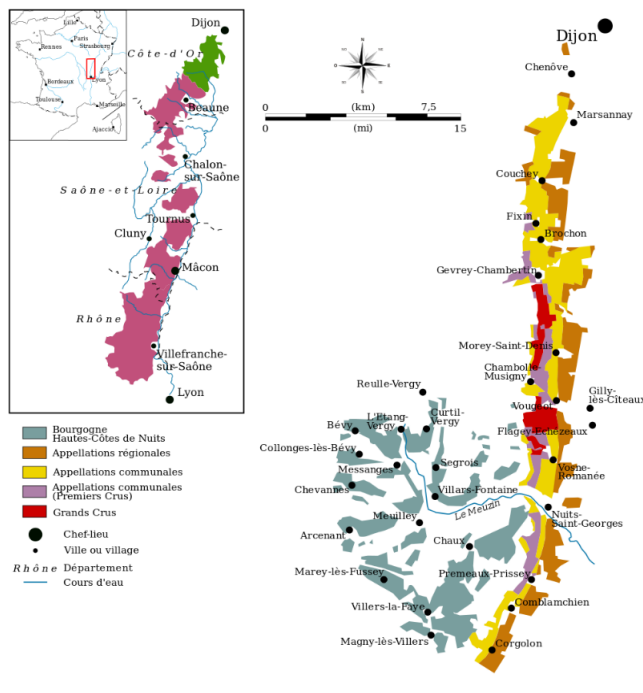 Lille
Paris
Rennes
Strasbourg
Bordeaux
Lyon
Toulouse
Marseille
Ajaccio
Dijon
Côte-d'Or
Beaune
Chalon-
sur-Saône
Saône-et-Loire
Tournus
Cluny
Mâcon
Rhône
Villefranche-
sur-Saône
Lyon
Bourgogne
Hautes-Côtes de Nuits
Appellations régionales
Appellations communales
Appellations communales
(Premiers Crus)
Grands Crus
Chef-lieu
Ville ou village
Rhône Département
Cours d'eau
0 (km) 7,5
0 (mi) 15
Dijon
Chenôve
Marsannay
Couchey
Fixin
Brochon
Gevrey-Chambertin
Morey-Saint-Denis
Chambolle-
Musigny
Reulle-Vergy
Gilly-
lès-Cîteaux
Vougeot
L'Etang-
Vergy
Curtil-
Vergy
Bévy
Flagey-Echézeaux
Collonges-lès-Bévy
Messanges
Segrois
Vosne-
Romanée
Chevannes
Villars-Fontaine
Le Meuzin
Nuits-
Saint-Georges
Meuilley
Arcenant
Chaux
Marey-lès-Fussey
Premeaux-Prissey
Villers-la-Faye
Comblamchien
Magny-lès-Villers
Corgolon